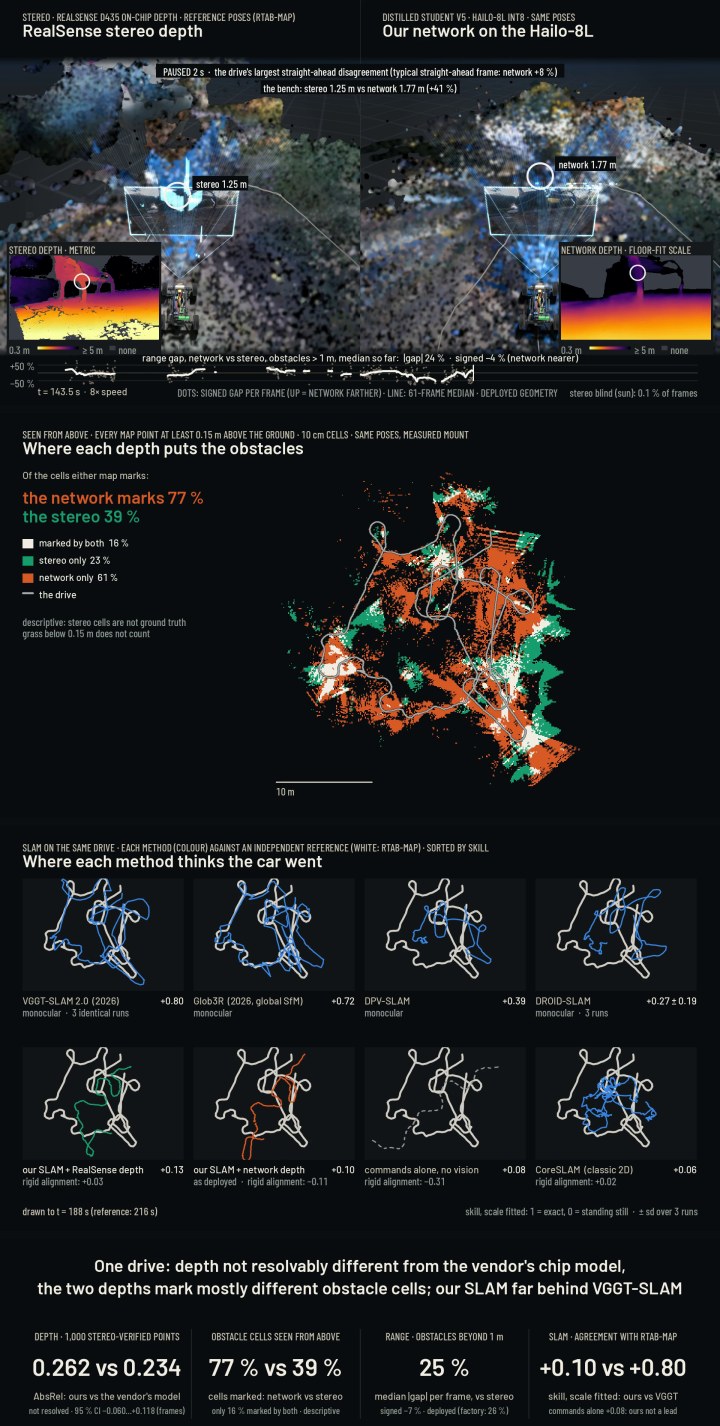 STEREO · REALSENSE D435 ON-CHIP DEPTH · REFERENCE POSES (RTAB-MAP)
RealSense stereo depth
DISTILLED STUDENT V5 · HAILO-8L INT8 · SAME POSES
Our network on the Hailo-8L
PAUSED 2 s · the drive's largest straight-ahead disagreement (typical straight-ahead frame: network +8 %)
the bench: stereo 1.25 m vs network 1.77 m (+41 %)
stereo 1.25 m
network 1.77 m
STEREO DEPTH · METRIC
0.3 m ≥ 5 m none
NETWORK DEPTH · FLOOR-FIT SCALE
0.3 m ≥ 5 m none
range gap, network vs stereo, obstacles > 1 m, median so far: |gap| 24 % · signed −4 % (network nearer)
+50 %
−50 %
t = 143.5 s · 8× speed
DOTS: SIGNED GAP PER FRAME (UP = NETWORK FARTHER) · LINE: 61-FRAME MEDIAN · DEPLOYED GEOMETRY
stereo blind (sun): 0.1 % of frames
SEEN FROM ABOVE · EVERY MAP POINT AT LEAST 0.15 m ABOVE THE GROUND · 10 cm CELLS · SAME POSES, MEASURED MOUNT
Where each depth puts the obstacles
Of the cells either map marks:
the network marks 77 %
the stereo 39 %
marked by both 16 %
stereo only 23 %
network only 61 %
the drive
descriptive: stereo cells are not ground truth
grass below 0.15 m does not count
10 m
SLAM ON THE SAME DRIVE · EACH METHOD (COLOUR) AGAINST AN INDEPENDENT REFERENCE (WHITE: RTAB-MAP) · SORTED BY SKILL
Where each method thinks the car went
VGGT-SLAM 2.0 (2026) +0.80
monocular · 3 identical runs
Glob3R (2026, global SfM) +0.72
monocular
DPV-SLAM +0.39
monocular
DROID-SLAM +0.27 ± 0.19
monocular · 3 runs
our SLAM + RealSense depth +0.13
rigid alignment: +0.03
our SLAM + network depth +0.10
as deployed · rigid alignment: −0.11
commands alone, no vision +0.08
rigid alignment: −0.31
CoreSLAM (classic 2D) +0.06
rigid alignment: +0.02
drawn to t = 188 s (reference: 216 s)
skill, scale fitted: 1 = exact, 0 = standing still · ± sd over 3 runs
One drive: depth not resolvably different from the vendor's chip model,
the two depths mark mostly different obstacle cells; our SLAM far behind VGGT-SLAM
DEPTH · 1,000 STEREO-VERIFIED POINTS
0.262 vs 0.234
AbsRel: ours vs the vendor's model
not resolved · 95 % CI −0.060…+0.118 (frames)
OBSTACLE CELLS SEEN FROM ABOVE
77 % vs 39 %
cells marked: network vs stereo
only 16 % marked by both · descriptive
RANGE · OBSTACLES BEYOND 1 m
25 %
median |gap| per frame, vs stereo
signed −7 % · deployed (factory: 26 %)
SLAM · AGREEMENT WITH RTAB-MAP
+0.10 vs +0.80
skill, scale fitted: ours vs VGGT
commands alone +0.08: ours not a lead